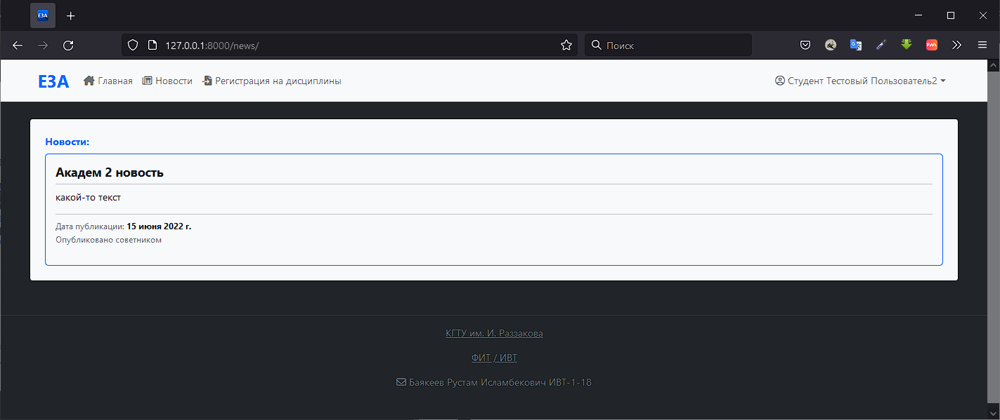 ЕЗА
127.0.0.1:8000/news/
Поиск
ЕЗА
Главная
Новости
Регистрация на дисциплины
Студент Тестовый Пользователь2
Новости:
Академ 2 новость
какой-то текст
Дата публикации: 15 июня 2022 г.
Опубликовано советником
КГТУ им. И. Раззакова
ФИТ / ИВТ
Баякеев Рустам Исламбекович ИВТ-1-18